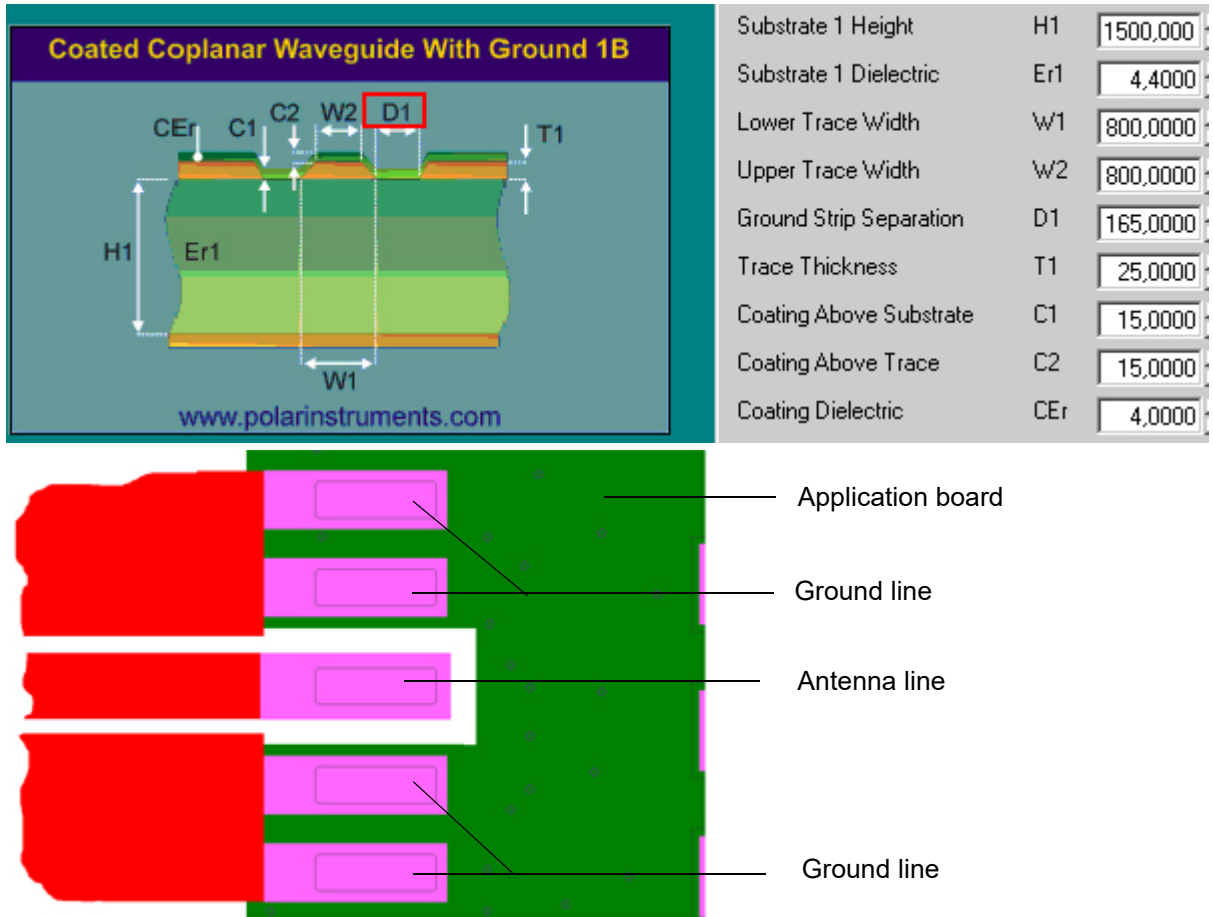 Coated Coplanar Waveguide With Ground 1B
CEr C1 C2 W2 D1 T1
H1 Er1
W1
www.polarinstruments.com
Substrate 1 Height H1 1500,000
Substrate 1 Dielectric Er1 4,4000
Lower Trace Width W1 800,0000
Upper Trace Width W2 800,0000
Ground Strip Separation D1 165,0000
Trace Thickness T1 25,0000
Coating Above Substrate C1 15,0000
Coating Above Trace C2 15,0000
Coating Dielectric CEr 4,0000
Application board
Ground line
Antenna line
Ground line